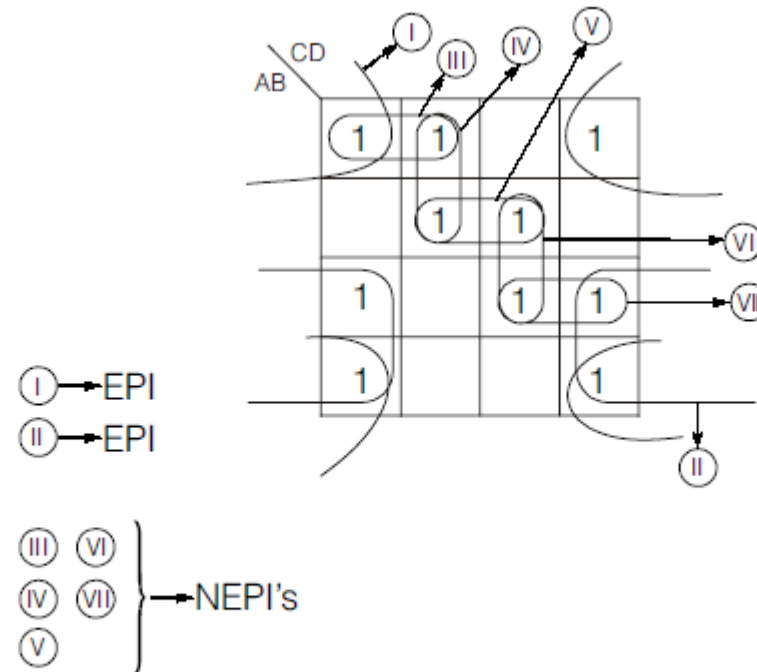 I
V
IV
CD
III
AB
1 1 1
1 1
VI
1 1 1
VII
1 1
I EPI
II EPI
II
III VI
IV VII NEPI's
V